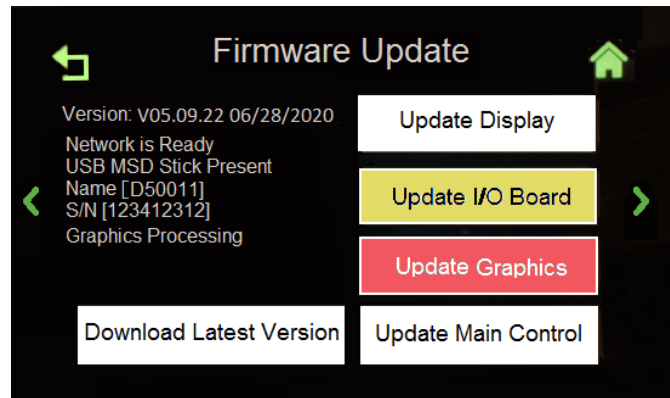 Firmware Update
Version: V05.09.22 06/28/2020
Network is Ready
USB MSD Stick Present
Name [D50011]
S/N [123412312]
Graphics Processing
Update Display
Update I/O Board
Update Graphics
Download Latest Version
Update Main Control